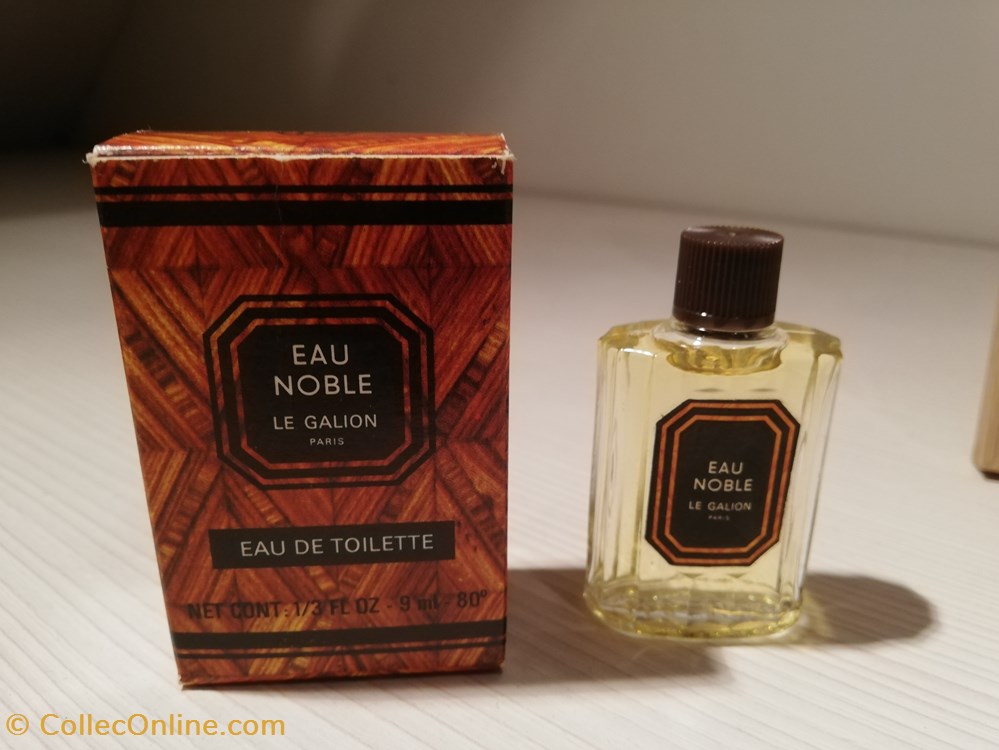 EAU
NOBLE
LE GALION
PARIS
EAU DE TOILETTE
NET CONT: 1/3 FL OZ - 9 ml - 80°
EAU
NOBLE
LE GALION
PARIS
© CollecOnline.com